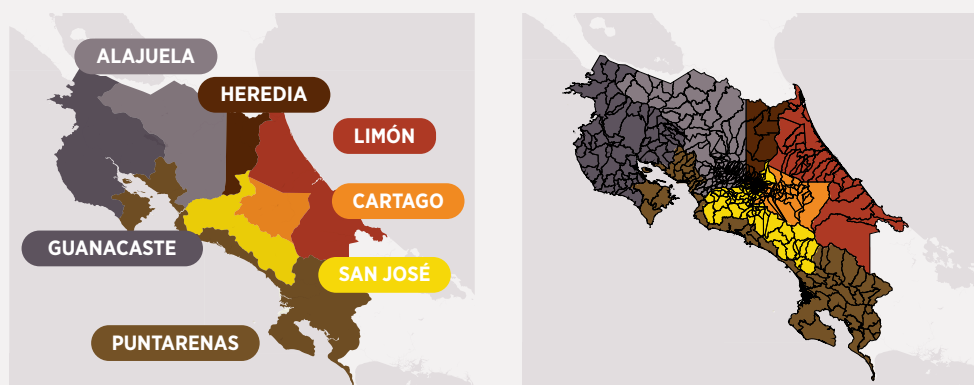 ALAJUELA
HEREDIA
LIMÓN
CARTAGO
GUANACASTE
SAN JOSÉ
PUNTARENAS